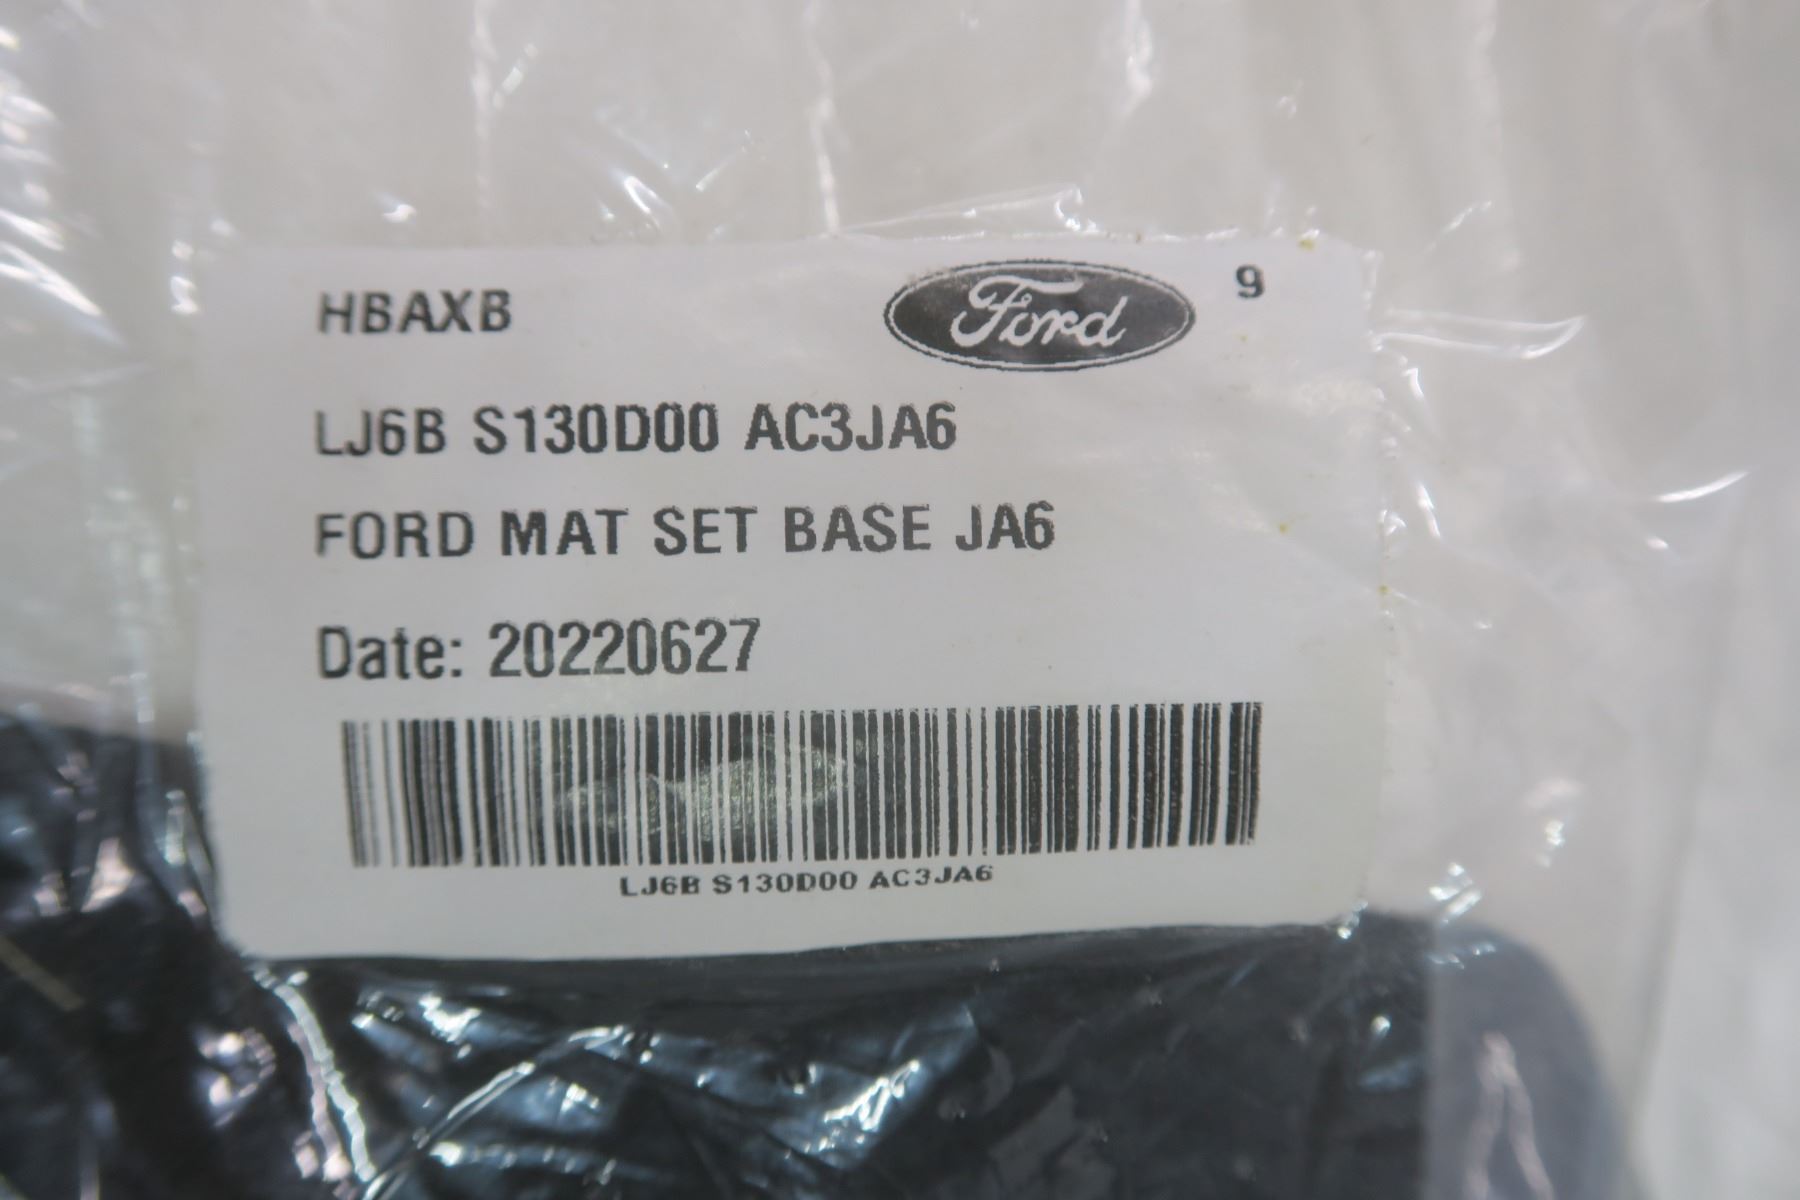 HBAXB
Ford 9
LJ6B S130D00 AC3JA6
FORD MAT SET BASE JA6
Date: 20220627
LJ6B S130D00 AC3JA6